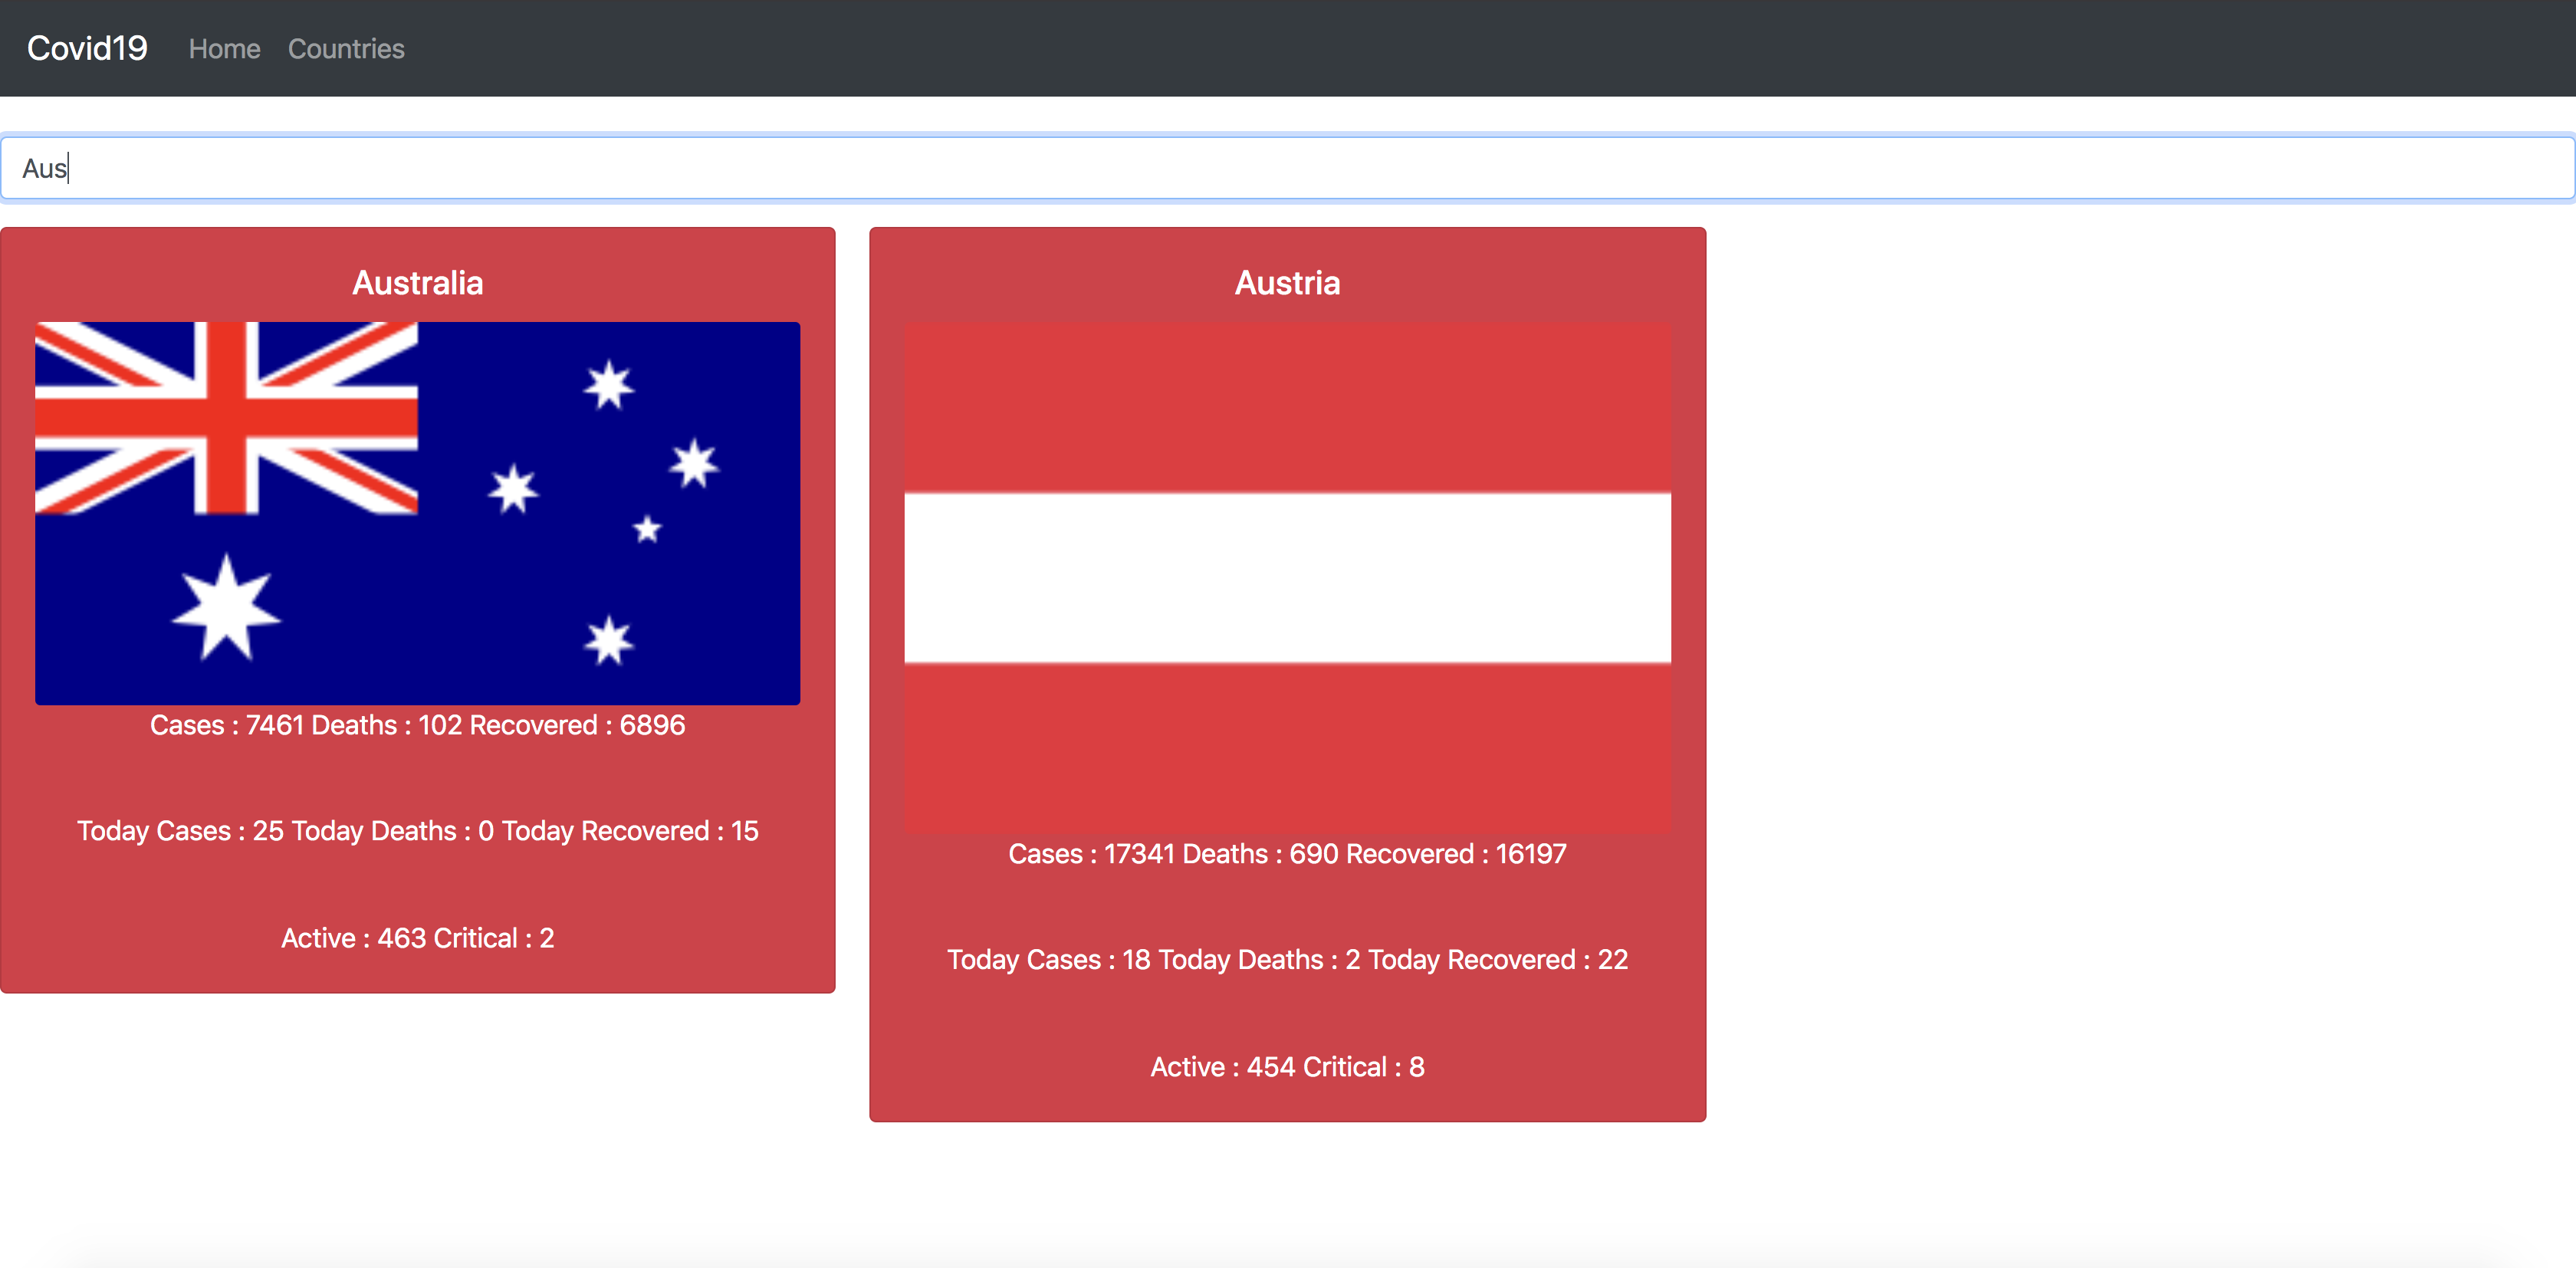 Covid19 Home Countries
Aus
Australia
Cases : 7461 Deaths : 102 Recovered : 6896
Today Cases : 25 Today Deaths : 0 Today Recovered : 15
Active : 463 Critical : 2
Austria
Cases : 17341 Deaths : 690 Recovered : 16197
Today Cases : 18 Today Deaths : 2 Today Recovered : 22
Active : 454 Critical : 8